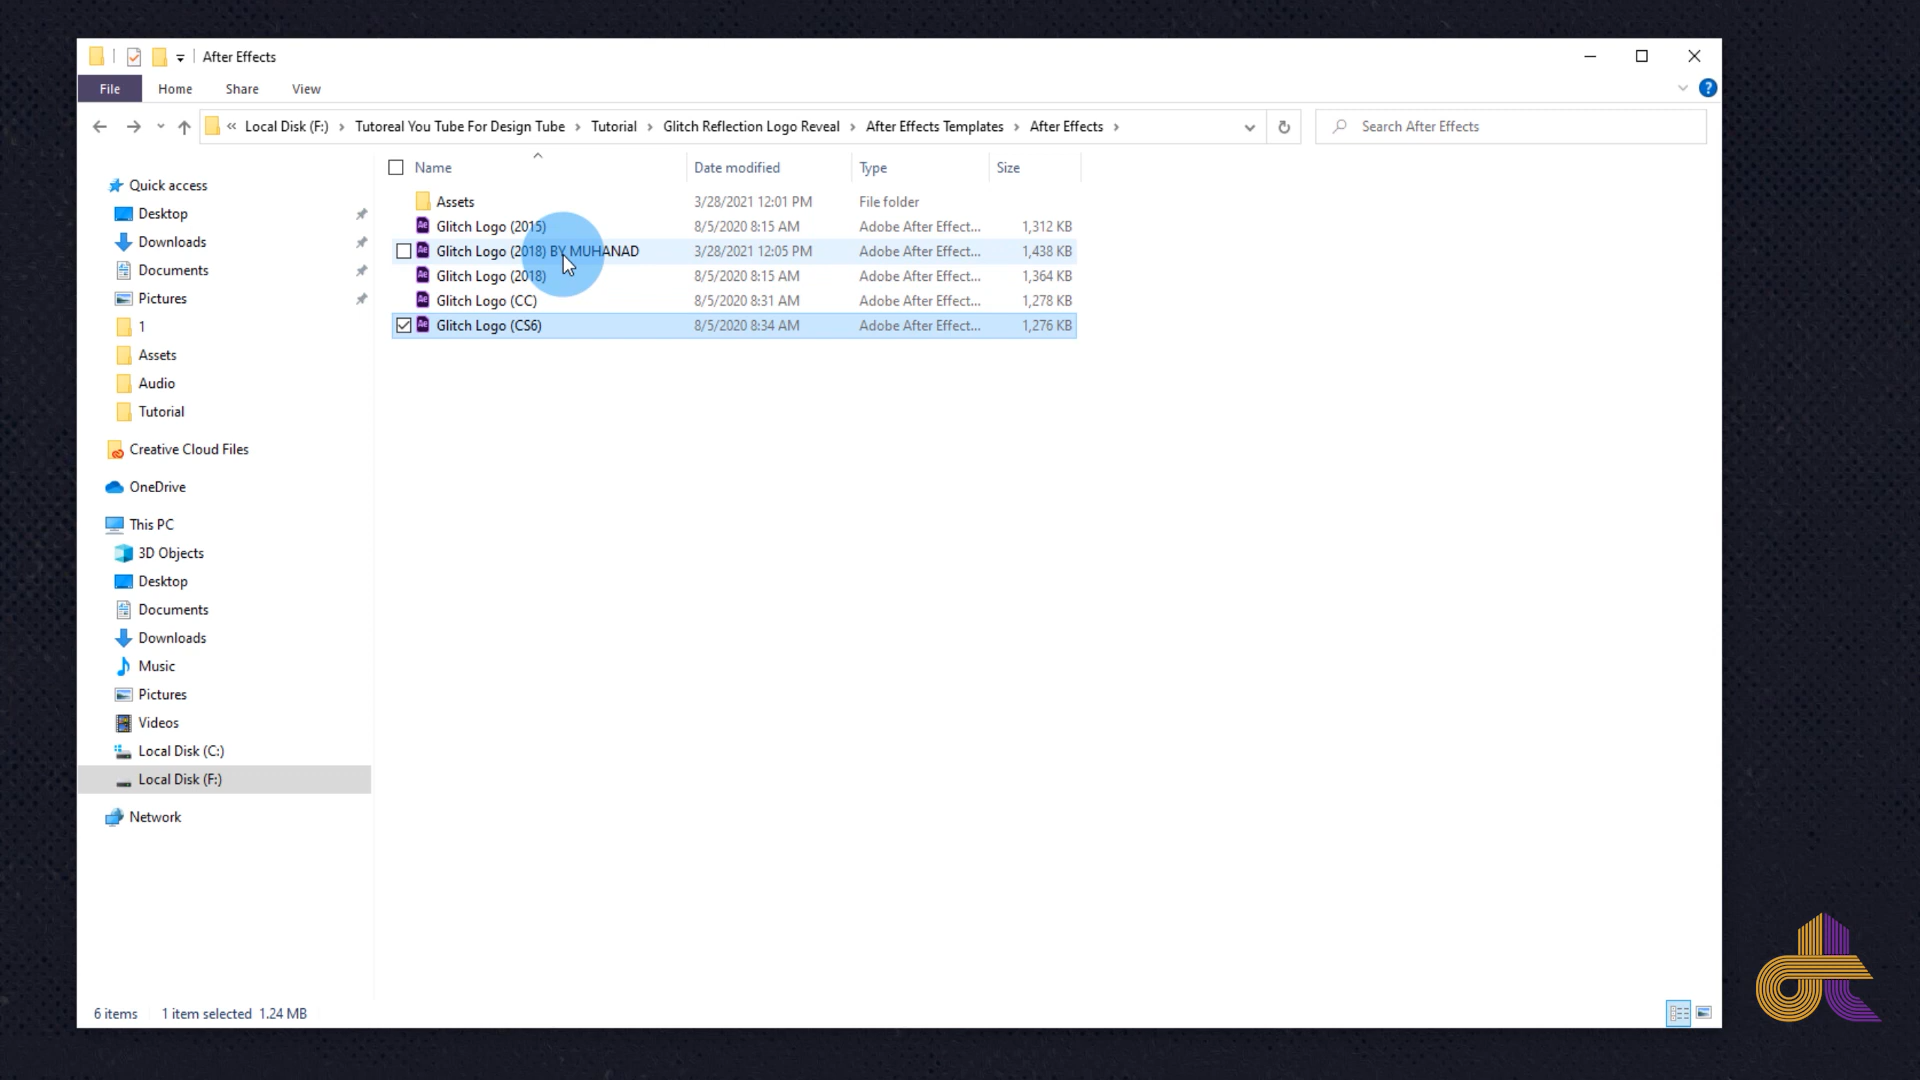 After Effects
File Home Share View
« Local Disk (F:) › Tutoreal You Tube For Design Tube › Tutorial › Glitch Reflection Logo Reveal › After Effects Templates › After Effects › Search After Effects
Name Date modified Type Size
Quick access
Desktop
Downloads
Documents
Pictures
1
Assets
Audio
Tutorial
Creative Cloud Files
OneDrive
This PC
3D Objects
Desktop
Documents
Downloads
Music
Pictures
Videos
Local Disk (C:)
Local Disk (F:)
Network
Assets 3/28/2021 12:01 PM File folder
Glitch Logo (2015) 8/5/2020 8:15 AM Adobe After Effect... 1,312 KB
Glitch Logo (2018) BY MUHANAD 3/28/2021 12:05 PM Adobe After Effect... 1,438 KB
Glitch Logo (2018) 8/5/2020 8:15 AM Adobe After Effect... 1,364 KB
Glitch Logo (CC) 8/5/2020 8:31 AM Adobe After Effect... 1,278 KB
Glitch Logo (CS6) 8/5/2020 8:34 AM Adobe After Effect... 1,276 KB
6 items 1 item selected 1.24 MB